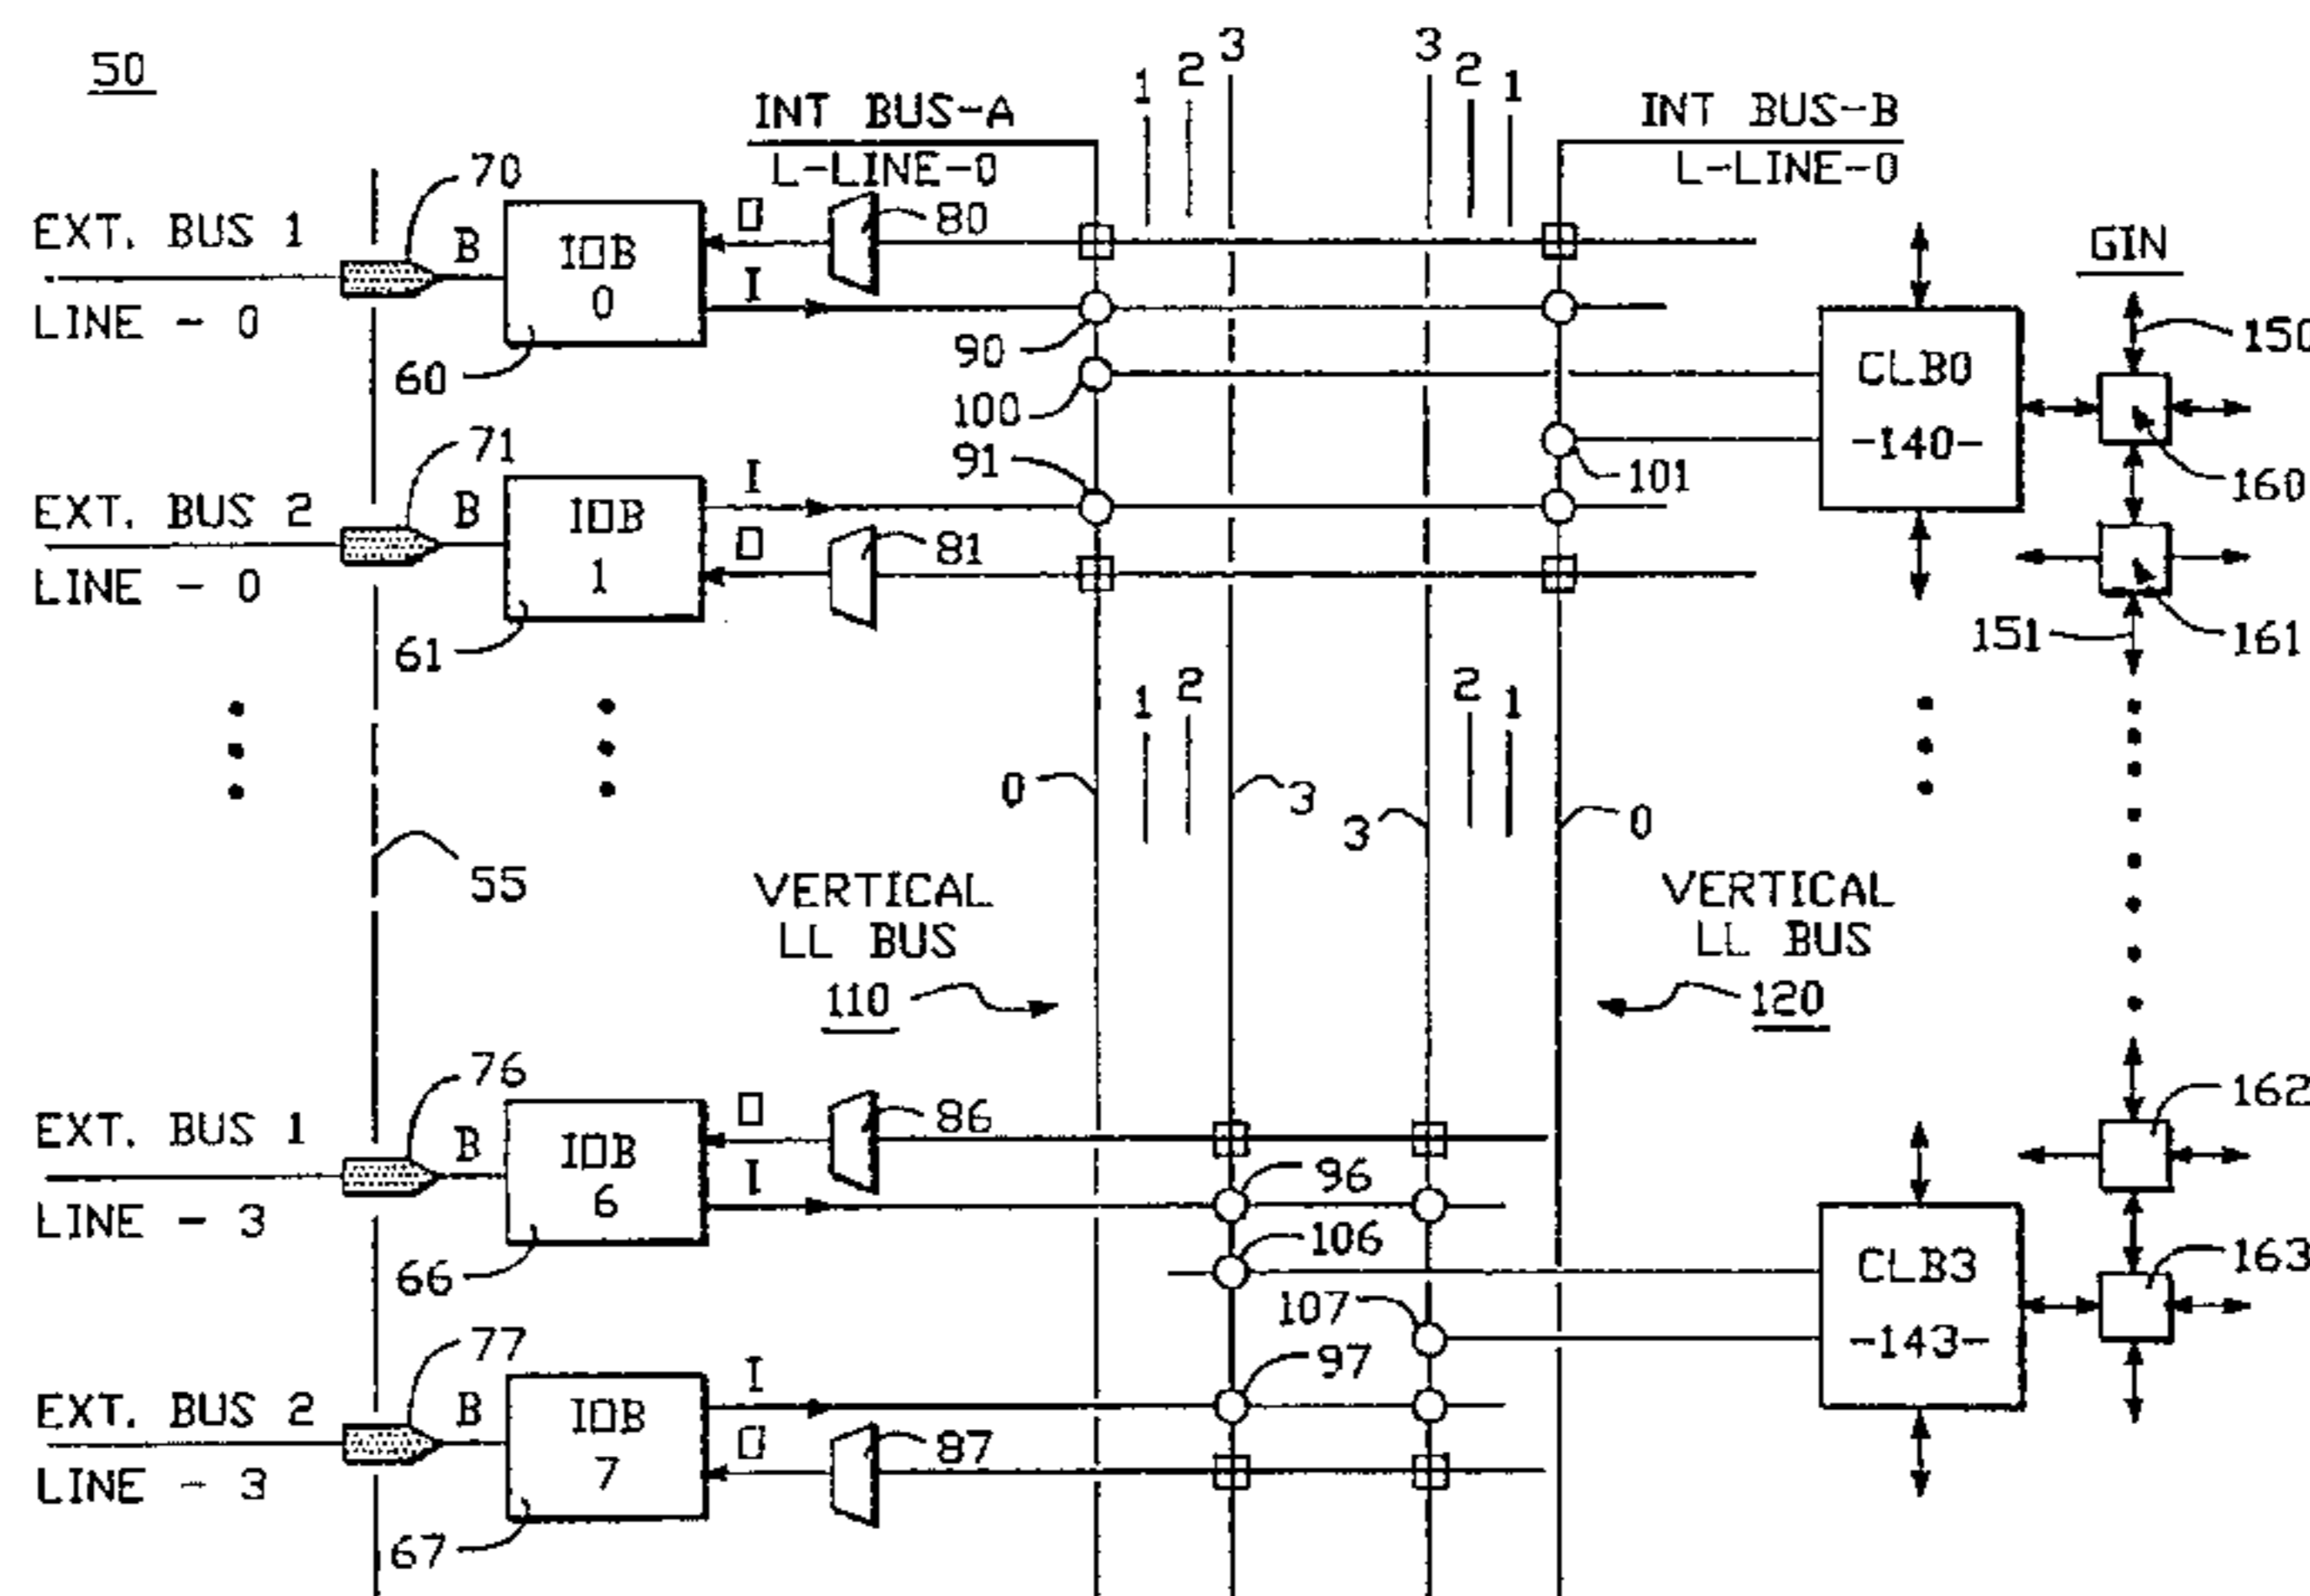 50
3
3
2
2
1
1
INT BUS-A
L-LINE-0
INT BUS-B
L-LINE-0
70
EXT. BUS 1
LINE - 0
B
IOB
0
O
I
80
60
90
100
GIN
150
CLB0
-140-
160
101
71
EXT. BUS 2
LINE - 0
B
IOB
1
I
O
91
81
61
151
161
1
2
2
1
0
3
3
0
55
VERTICAL
LL BUS
110
VERTICAL
LL BUS
120
76
EXT. BUS 1
LINE - 3
B
IOB
6
O
I
86
96
66
106
162
CLB3
-143-
163
107
77
EXT. BUS 2
LINE - 3
B
IOB
7
I
O
97
87
67